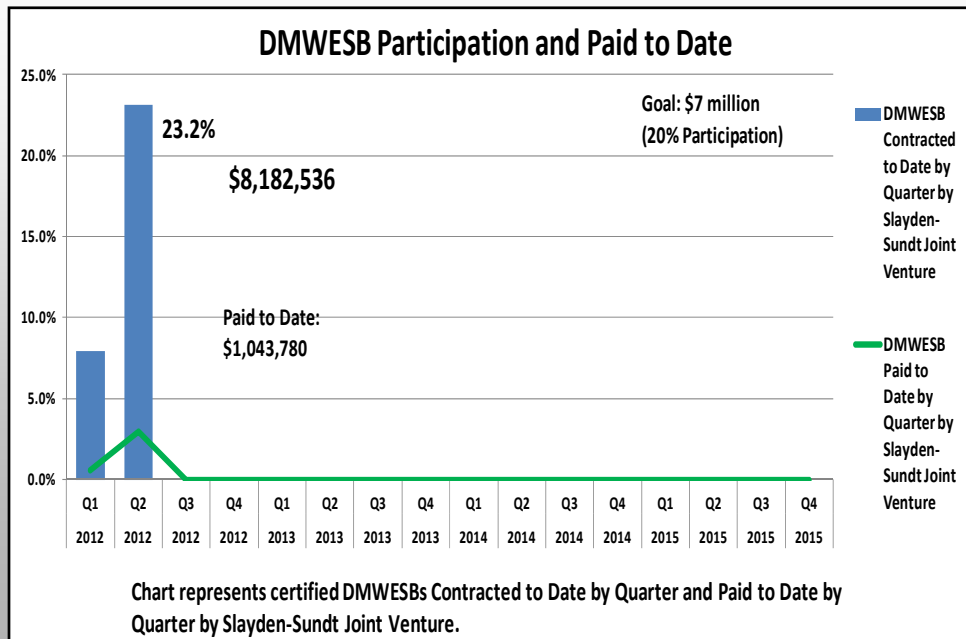 DMWESB Participation and Paid to Date
25.0%
20.0%
15.0%
10.0%
5.0%
0.0%
23.2%
$8,182,536
Goal: $7 million
(20% Participation)
Paid to Date:
$1,043,780
Q1 Q2 Q3 Q4 Q1 Q2 Q3 Q4 Q1 Q2 Q3 Q4 Q1 Q2 Q3 Q4
2012 2012 2012 2012 2013 2013 2013 2013 2014 2014 2014 2014 2015 2015 2015 2015
DMWESB
Contracted
to Date by
Quarter by
Slayden-
Sundt Joint
Venture
DMWESB
Paid to
Date by
Quarter by
Slayden-
Sundt Joint
Venture
Chart represents certified DMWESBs Contracted to Date by Quarter and Paid to Date by
Quarter by Slayden-Sundt Joint Venture.